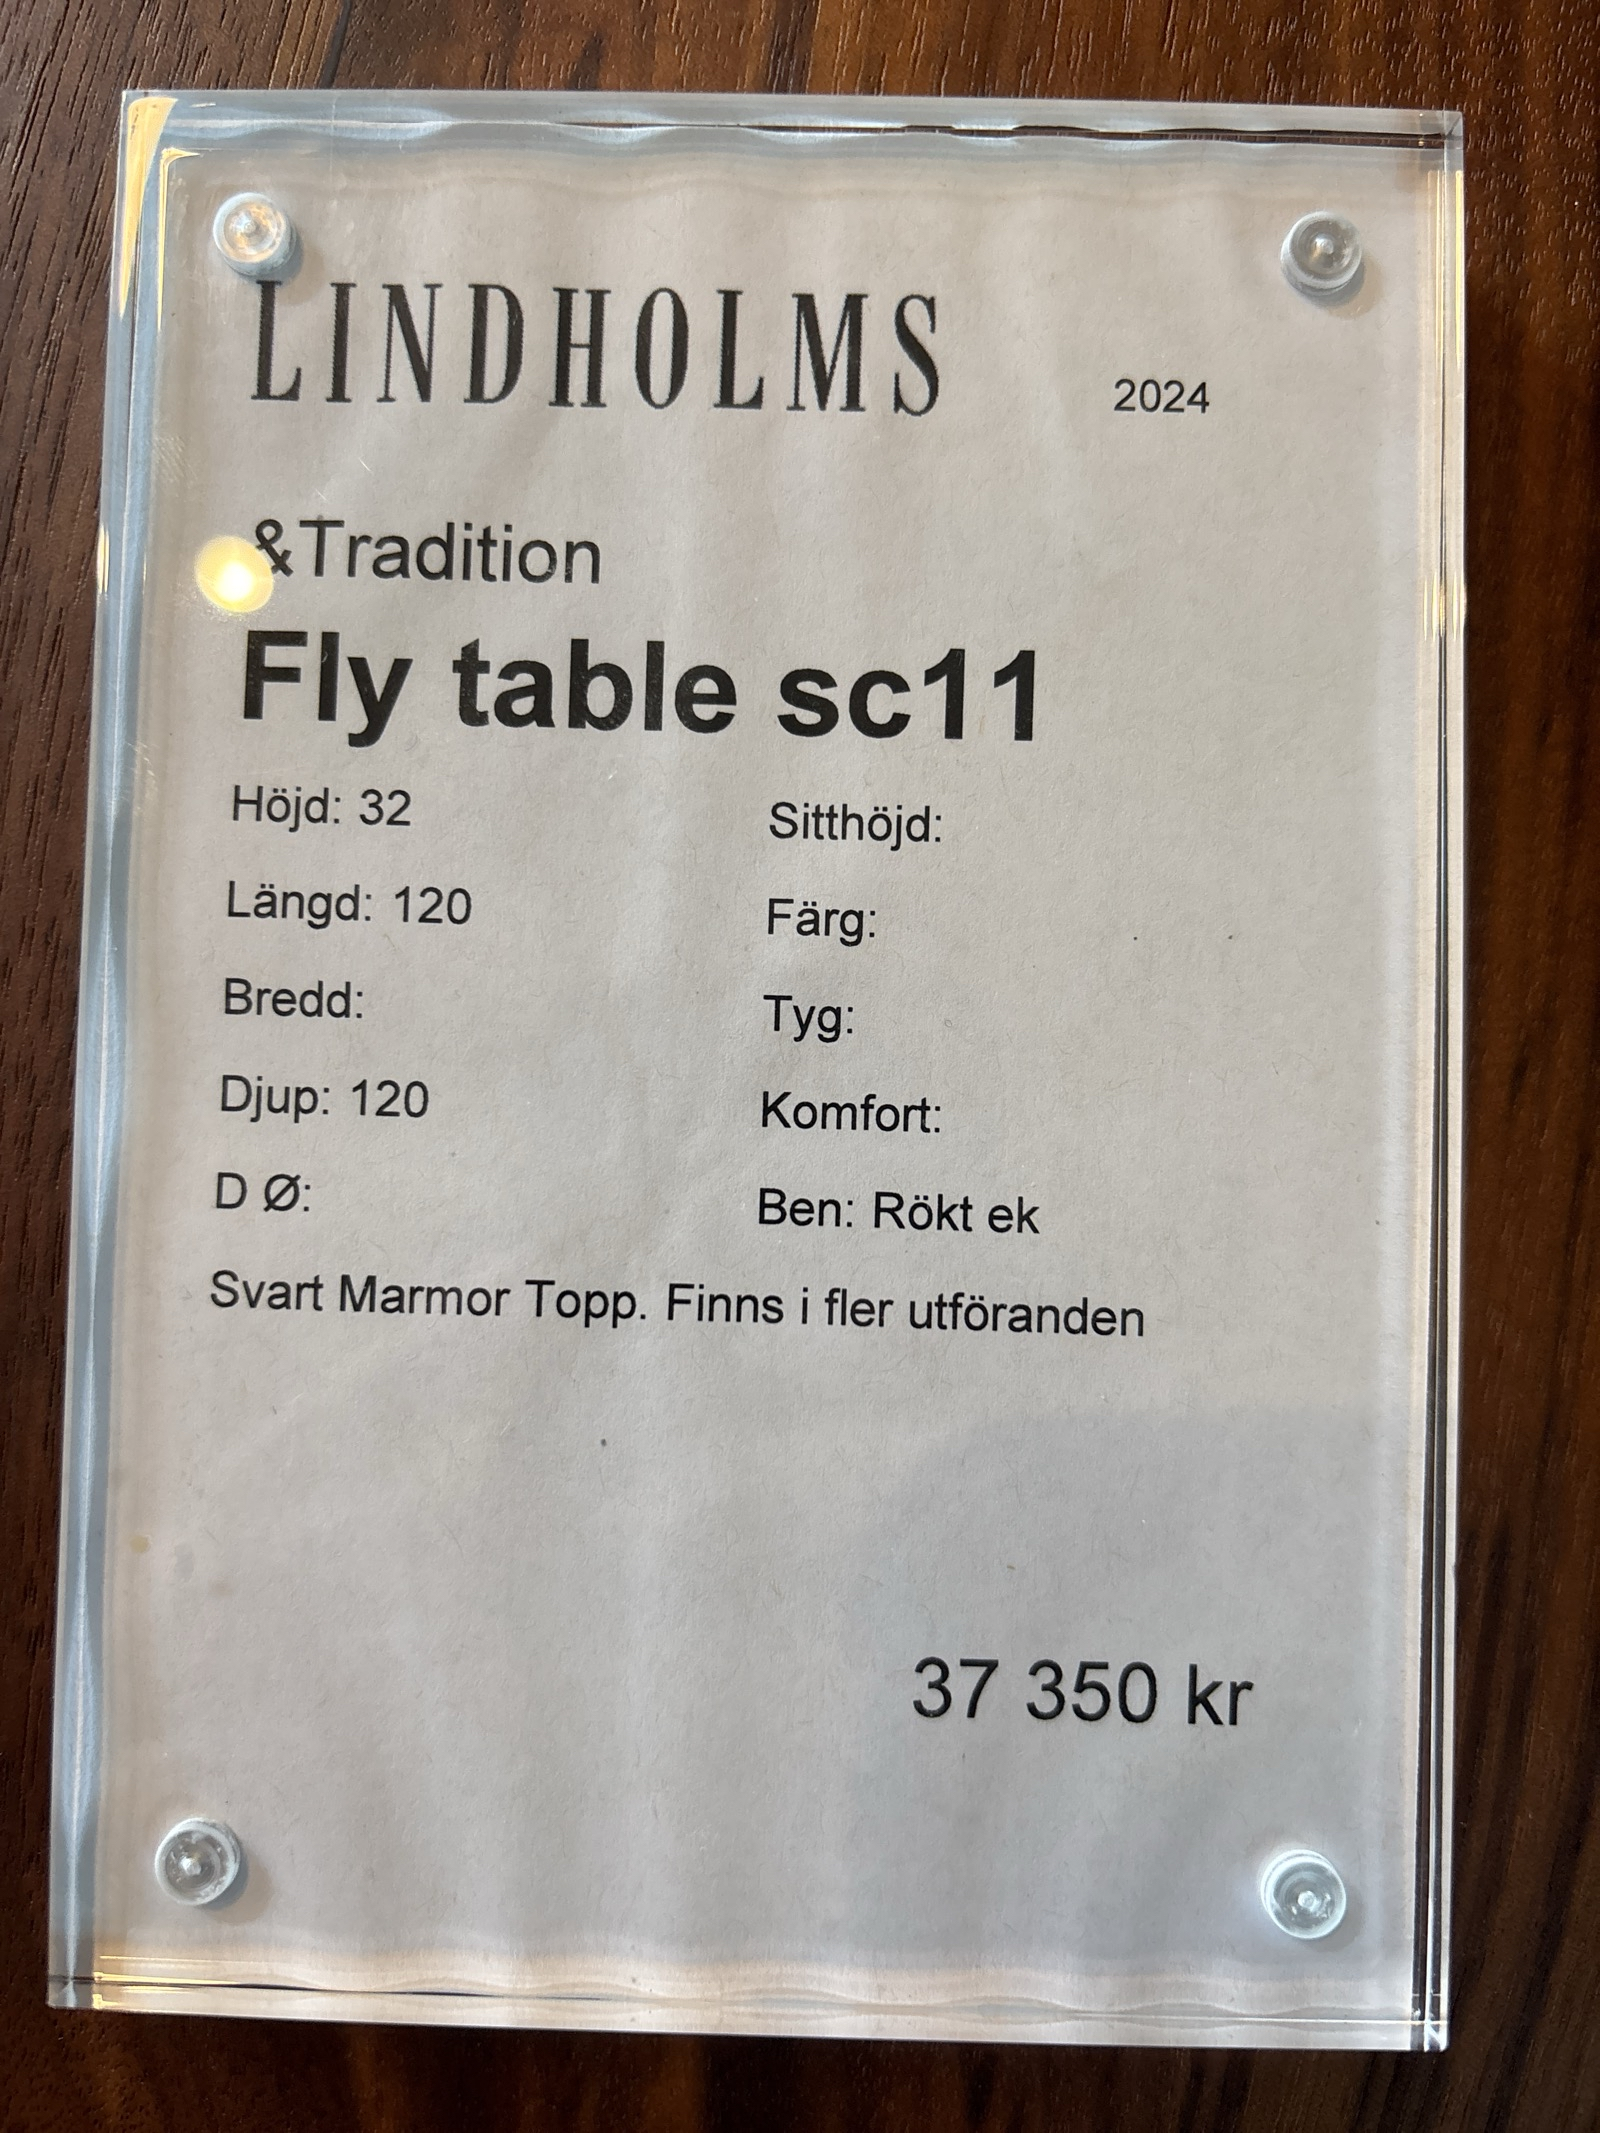 LINDHOLMS 2024
&Tradition
Fly table sc11
Höjd: 32 Sitthöjd:
Längd: 120 Färg:
Bredd: Tyg:
Djup: 120 Komfort:
D Ø: Ben: Rökt ek
Svart Marmor Topp. Finns i fler utföranden
37 350 kr